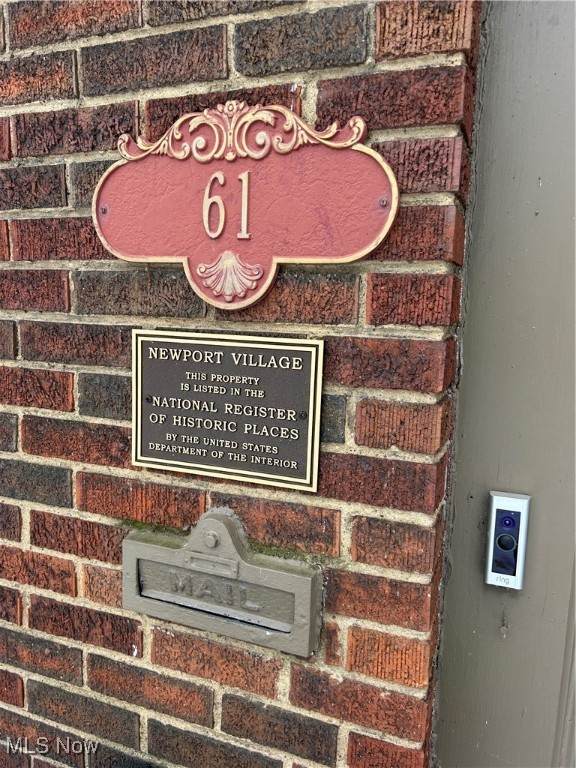 61
NEWPORT VILLAGE
THIS PROPERTY
IS LISTED IN THE
NATIONAL REGISTER
OF HISTORIC PLACES
BY THE UNITED STATES
DEPARTMENT OF THE INTERIOR
MAIL
ring
MLS Now